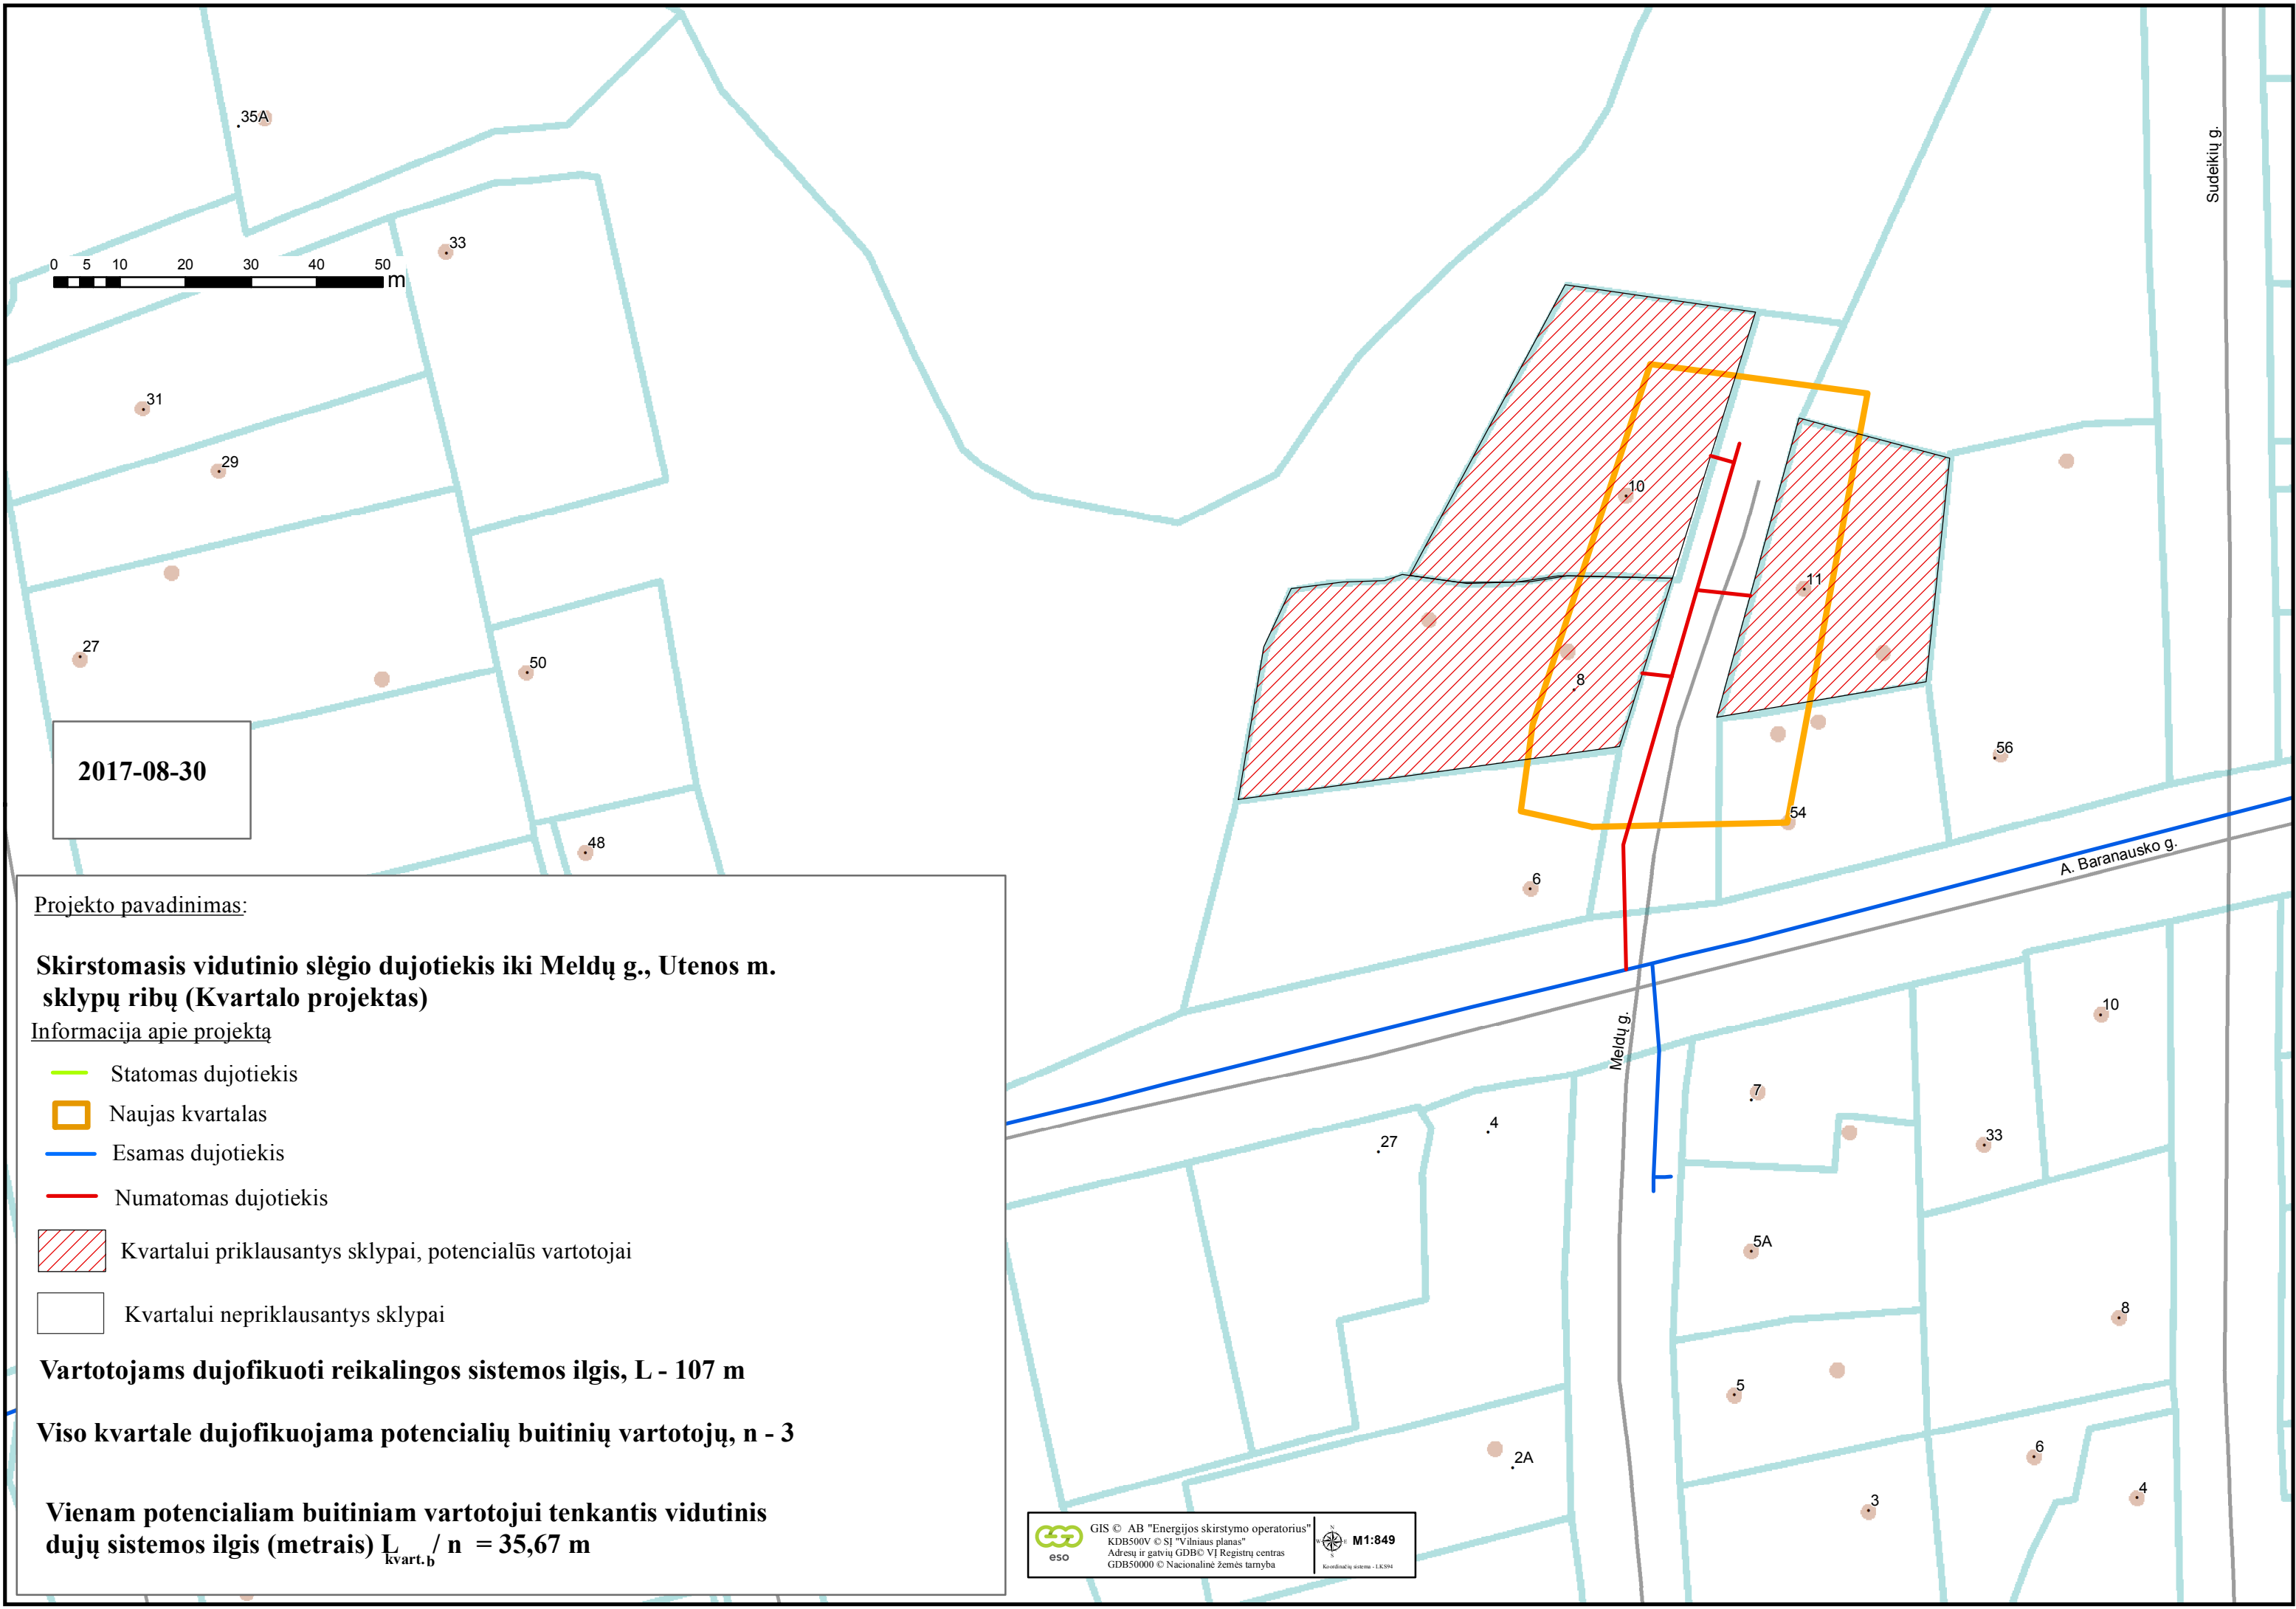 35A
33
0 5 10 20 30 40 50 m
31
29
27
50
48
2017-08-30
Sudeikių g.
10
11
8
56
54
6
A. Baranausko g.
Meldų g.
10
7
4
27
33
5A
8
5
2A
6
3
4
Projekto pavadinimas:
Skirstomasis vidutinio slėgio dujotiekis iki Meldų g., Utenos m.
sklypų ribų (Kvartalo projektas)
Informacija apie projektą
Statomas dujotiekis
Naujas kvartalas
Esamas dujotiekis
Numatomas dujotiekis
Kvartalui priklausantys sklypai, potencialūs vartotojai
Kvartalui nepriklausantys sklypai
Vartotojams dujofikuoti reikalingos sistemos ilgis, L - 107 m
Viso kvartale dujofikuojama potencialių buitinių vartotojų, n - 3
Vienam potencialiam buitiniam vartotojui tenkantis vidutinis
dujų sistemos ilgis (metrais) L kvart.b / n = 35,67 m
eso
GIS © AB "Energijos skirstymo operatorius"
KDB500V © SĮ "Vilniaus planas"
Adresų ir gatvių GDB© VĮ Registrų centras
GDB50000 © Nacionalinė žemės tarnyba
N
W E
S
M1:849
Koordinačių sistema - LKS94